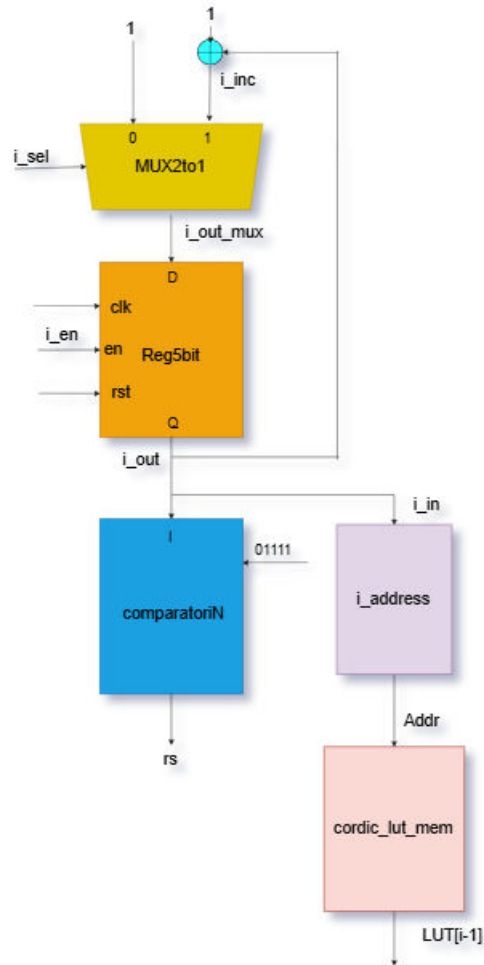 1
1
i_inc
0
1
i_sel
MUX2to1
i_out_mux
D
clk
i_en
en
Reg5bit
rst
Q
i_out
i_in
I
01111
comparatoriN
i_address
Addr
rs
cordic_lut_mem
LUT[i-1]